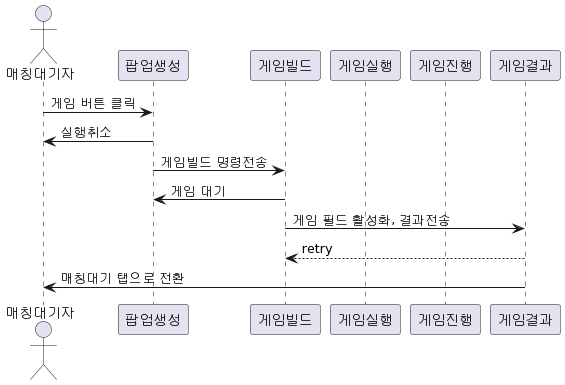 매칭대기자
팝업생성
게임빌드
게임실행
게임진행
게임결과
게임 버튼 클릭
실행취소
게임빌드 명령전송
게임 대기
게임 필드 활성화, 결과전송
retry
매칭대기 탭으로 전환
매칭대기자
팝업생성
게임빌드
게임실행
게임진행
게임결과